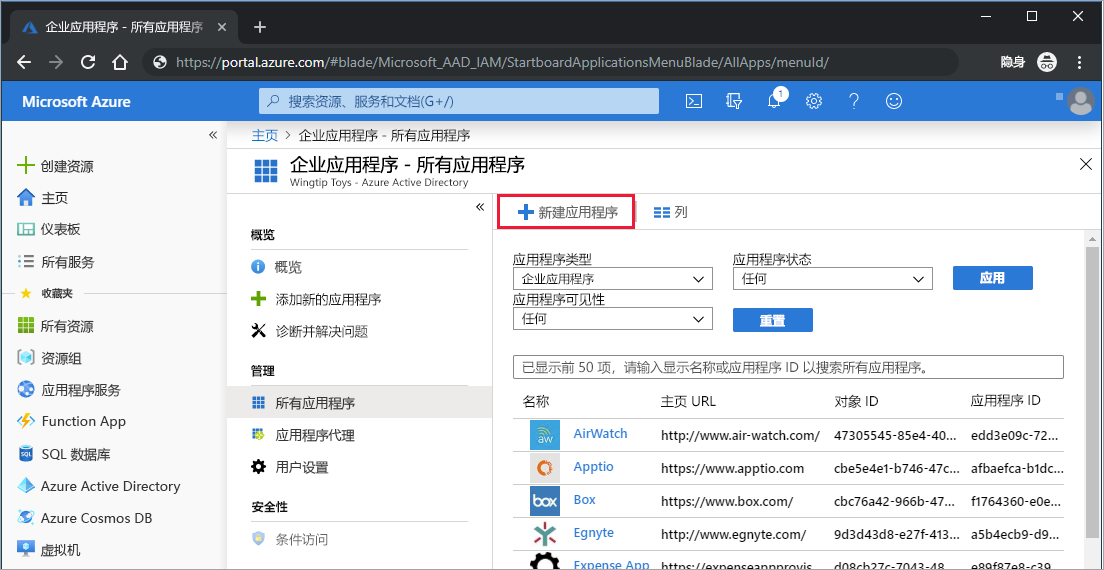 企业应用程序 - 所有应用程序
https://portal.azure.com/#blade/Microsoft_AAD_IAM/StartboardApplicationsMenuBlade/AllApps/menuId/
隐身
Microsoft Azure
搜索资源、服务和文档(G+/)
1
主页 > 企业应用程序 - 所有应用程序
企业应用程序 - 所有应用程序
Wingtip Toys - Azure Active Directory
创建资源
主页
仪表板
所有服务
收藏夹
所有资源
资源组
应用程序服务
Function App
SQL 数据库
Azure Active Directory
Azure Cosmos DB
虚拟机
概览
概览
添加新的应用程序
诊断并解决问题
管理
所有应用程序
应用程序代理
用户设置
安全性
条件访问
新建应用程序
列
应用程序类型
企业应用程序
应用程序状态
任何
应用
应用程序可见性
任何
重置
已显示前 50 项，请输入显示名称或应用程序 ID 以搜索所有应用程序。
名称 主页 URL 对象 ID 应用程序 ID
aw AirWatch http://www.air-watch.com/ 47305545-85e4-40... edd3e09c-72...
Apptio https://www.apptio.com cbe5e4e1-b746-47c... afbaefca-b1dc...
box Box https://www.box.com/ cbc76a42-966b-47... f1764360-e0e...
Egnyte http://www.egnyte.com/ 9d3d43d8-e27f-413... a5b4ecb9-d9...
Expense App https://expenseapprovis... d08cb27c-7043-48... e89f87e8-c39...